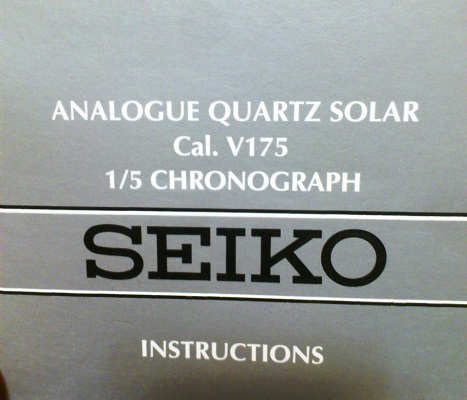 ANALOGUE QUARTZ SOLAR
Cal. V175
1/5 CHRONOGRAPH
SEIKO
INSTRUCTIONS